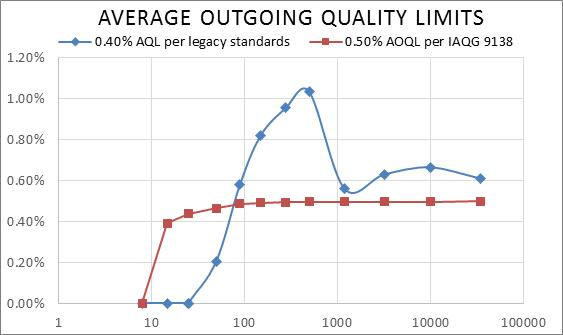 AVERAGE OUTGOING QUALITY LIMITS
0.40% AQL per legacy standards 0.50% AOQL per IAQG 9138
1.20%
1.00%
0.80%
0.60%
0.40%
0.20%
0.00%
1 10 100 1000 10000 100000